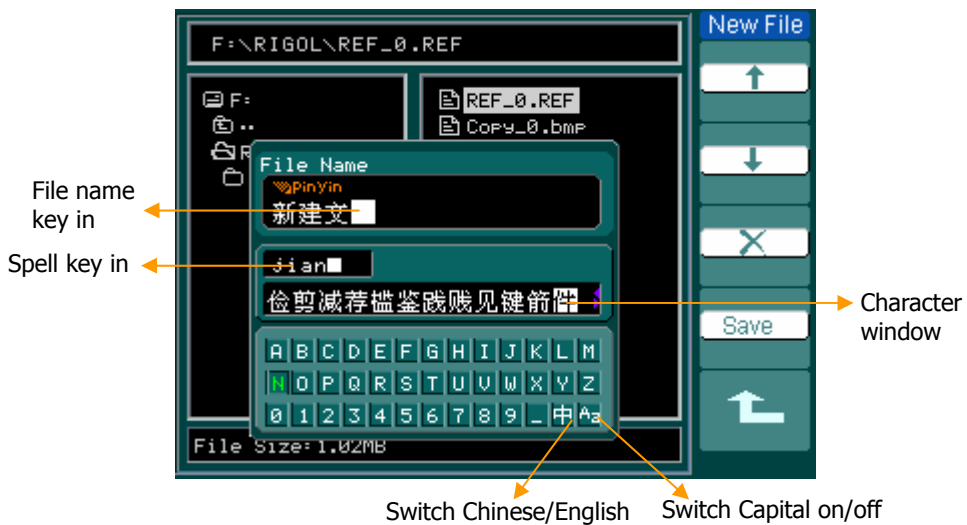 New File
F:\RIGOL\REF_0.REF
F:
REF_0.REF
..
Copy_0.bmp
R
File Name
PinYin
File name
key in
新建文
Spell key in
jian
俭剪减荐槛鉴践贱见键箭件
Character
window
Save
A B C D E F G H I J K L M
N O P Q R S T U V W X Y Z
0 1 2 3 4 5 6 7 8 9 _ 中 Aa
File Size:1.02MB
Switch Chinese/English
Switch Capital on/off